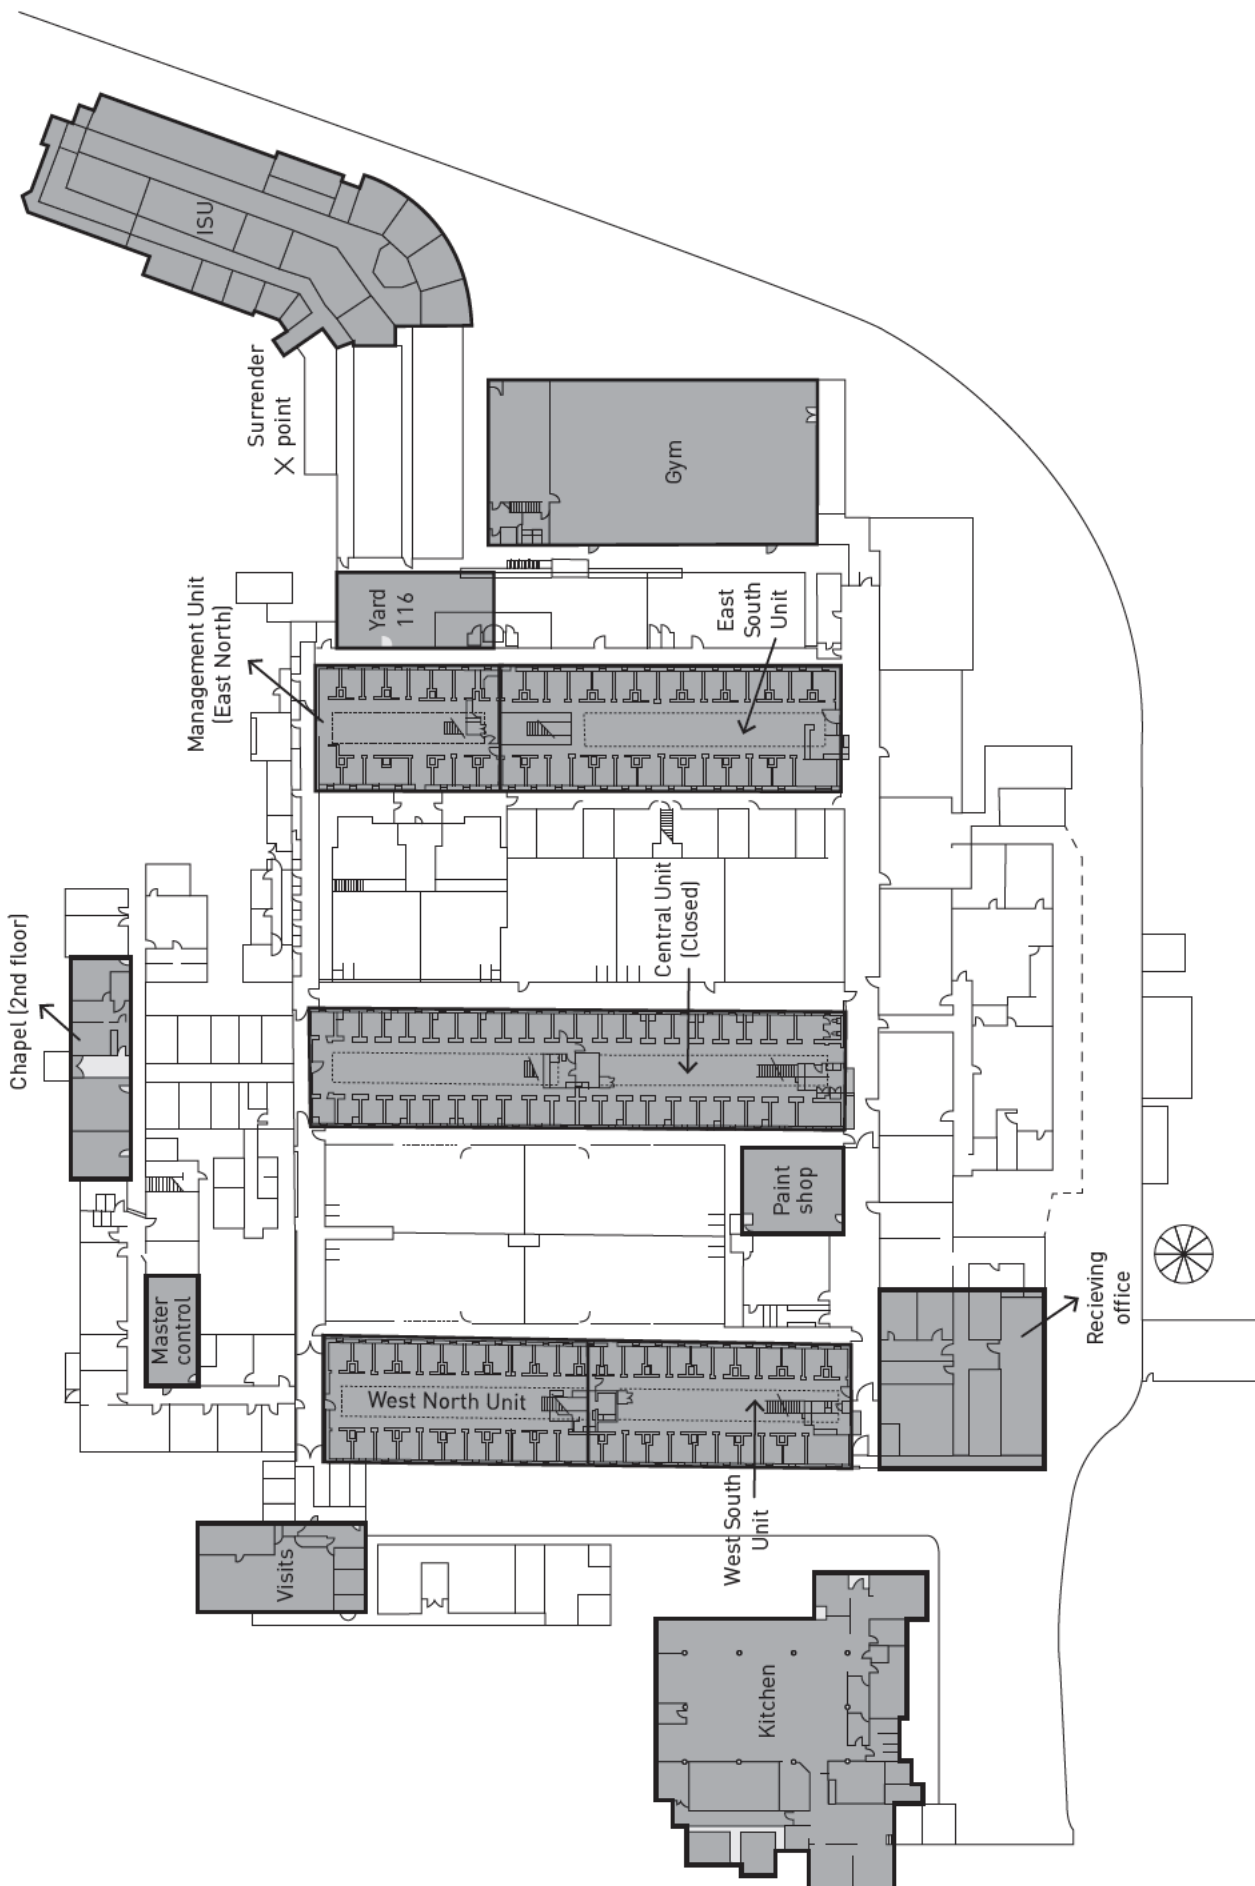 ISU
Surrender
X point
Gym
Management Unit
(East North)
Yard
116
East
South
Unit
Chapel (2nd floor)
Central Unit
(Closed)
Paint
shop
Master
control
Recieving
office
West North Unit
West South
Unit
Visits
Kitchen